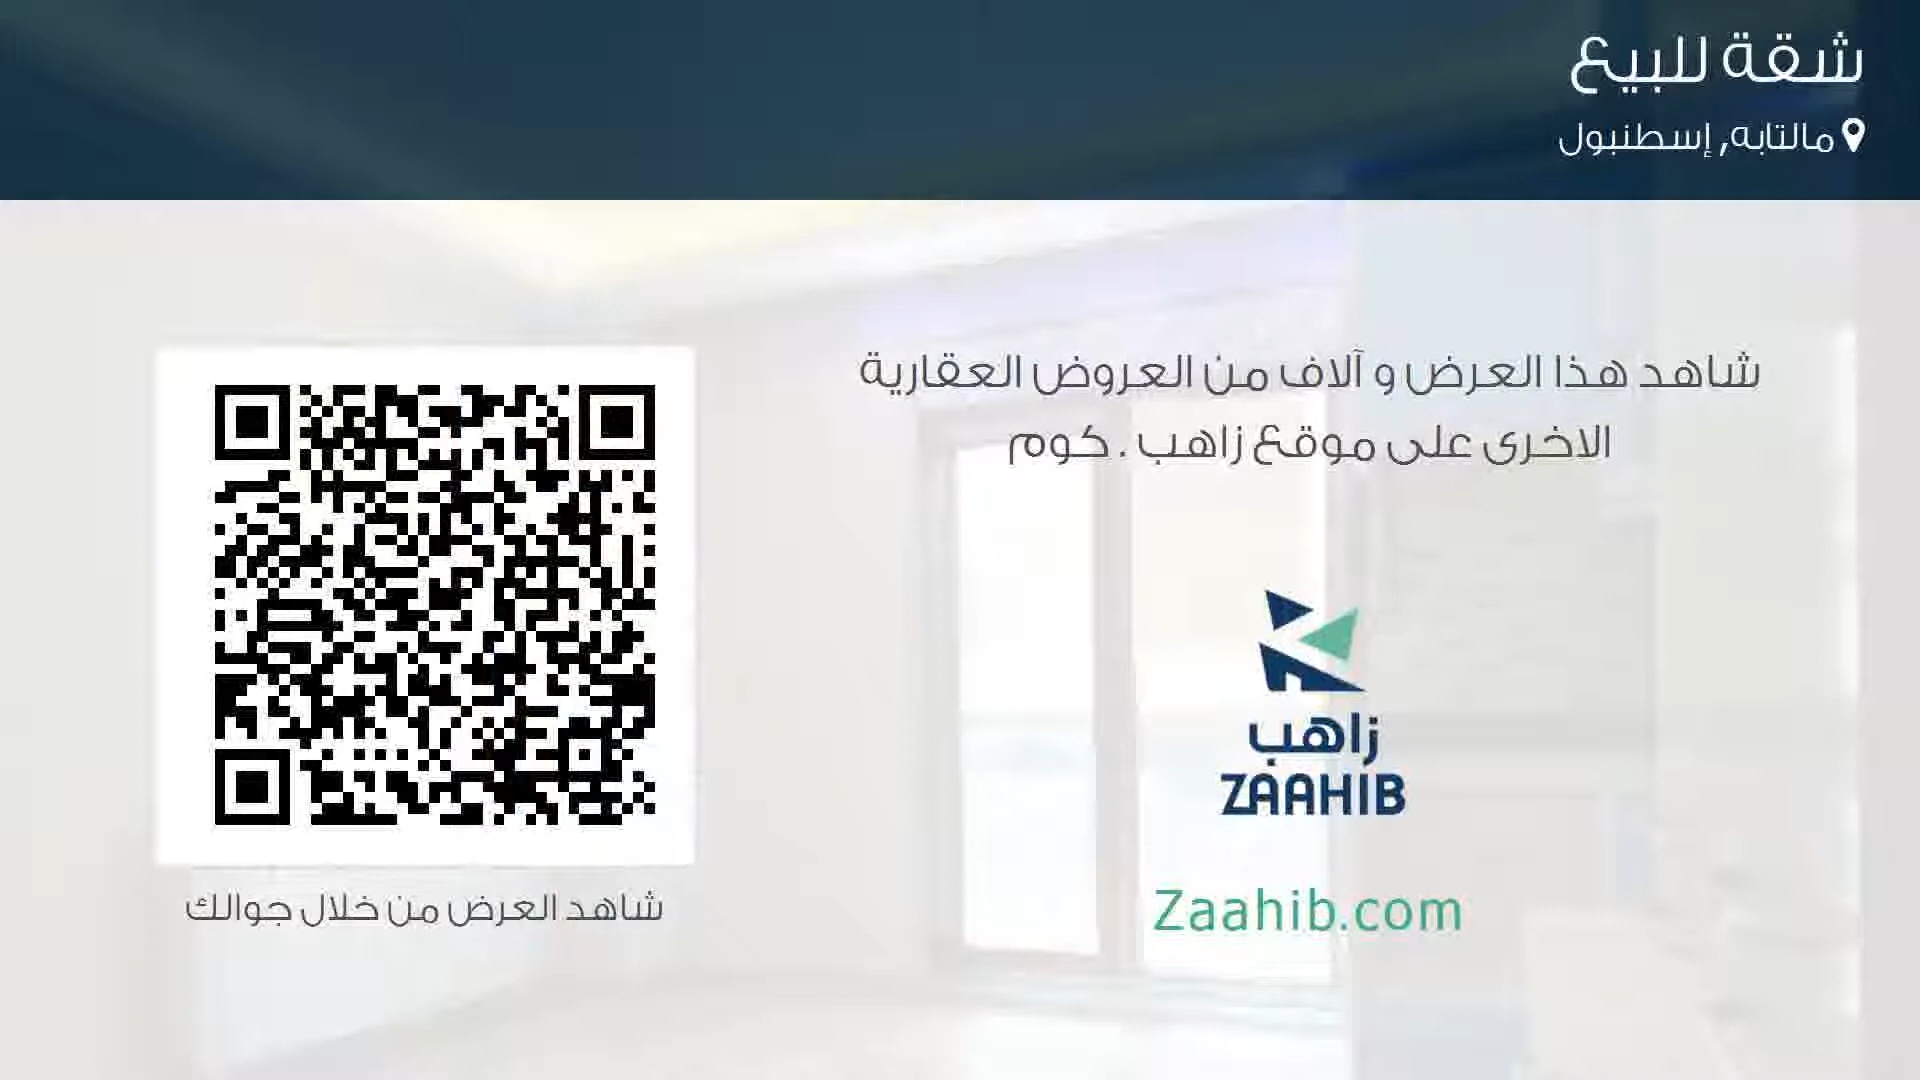 شقة للبيع
مالتابه, إسطنبول
شاهد هذا العرض و آلاف من العروض العقارية
الاخرى على موقع زاهب . كوم
زاهب
ZAAHIB
Zaahib.com
شاهد العرض من خلال جوالك